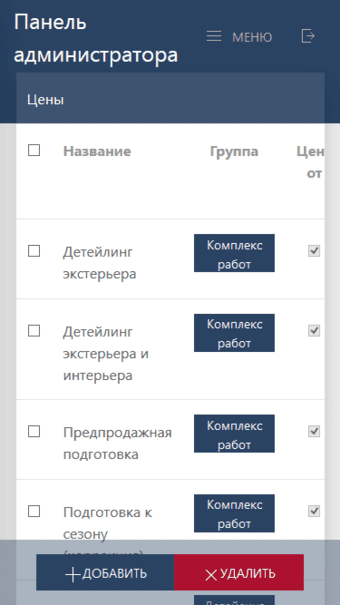 Панель
администратора
МЕНЮ
Цены
Название
Группа
Цен
от
Детейлинг
экстерьера
Комплекс
работ
Детейлинг
экстерьера и
интерьера
Комплекс
работ
Предпродажная
подготовка
Комплекс
работ
Подготовка к
сезону
Комплекс
работ
ДОБАВИТЬ
УДАЛИТЬ